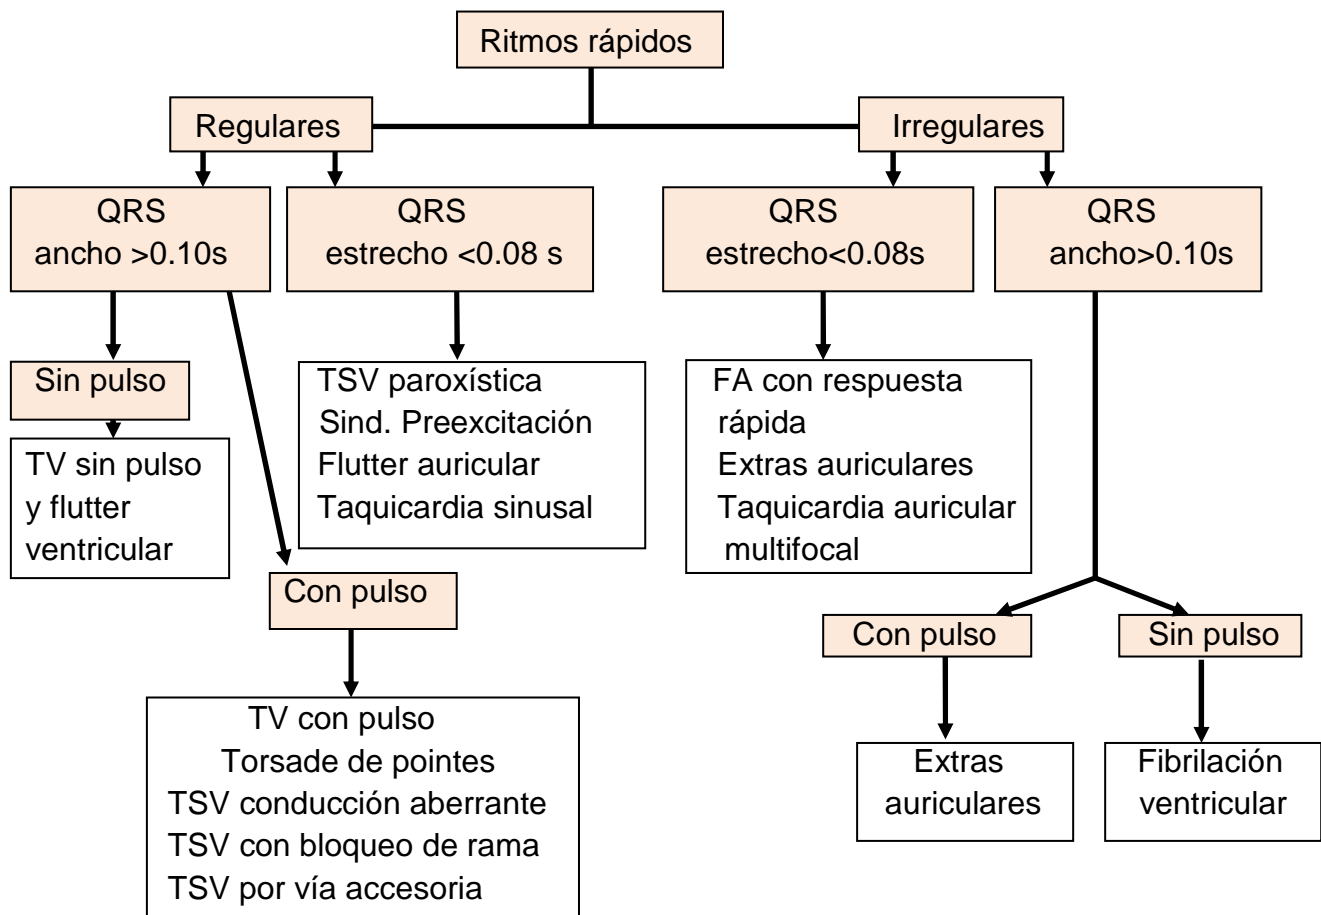 Ritmos rápidos
Regulares
Irregulares
QRS
ancho >0.10s
QRS
estrecho <0.08 s
QRS
estrecho<0.08s
QRS
ancho>0.10s
Sin pulso
TV sin pulso
y flutter
ventricular
TSV paroxística
Sind. Preexcitación
Flutter auricular
Taquicardia sinusal
FA con respuesta
rápida
Extras auriculares
Taquicardia auricular
multifocal
Con pulso
TV con pulso
Torsade de pointes
TSV conducción aberrante
TSV con bloqueo de rama
TSV por vía accesoria
Con pulso
Sin pulso
Extras
auriculares
Fibrilación
ventricular